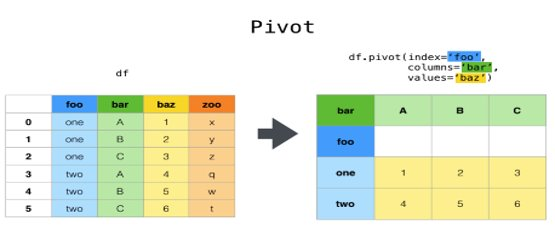 Pivot
df
df.pivot(index='foo',
columns='bar',
values='baz')
foo bar baz zoo
0 one A 1 x
1 one B 2 y
2 one C 3 z
3 two A 4 q
4 two B 5 w
5 two C 6 t
bar A B C
foo
one 1 2 3
two 4 5 6